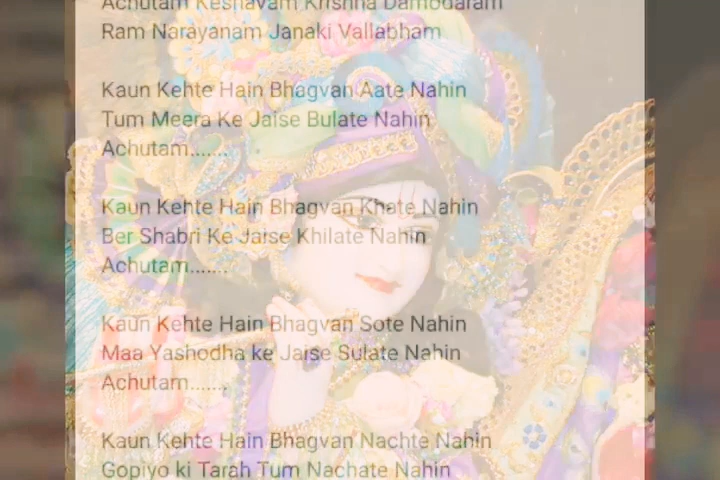 Achutam Keshavam Krrshna Damodaram
Ram Narayanam Janaki Vallabham
Kaun Kehte Hain Bhagvan Aate Nahin
Tum Meera Ke Jaise Bulate Nahin
Achutam.......
Kaun Kehte Hain Bhagvan Khate Nahin
Ber Shabri Ke Jaise Khilate Nahin
Achutam.......
Kaun Kehte Hain Bhagvan Sote Nahin
Maa Yashodha ke Jaise Sulate Nahin
Achutam.......
Kaun Kehte Hain Bhagvan Nachte Nahin
Gopiyo ki Tarah Tum Nachate Nahin